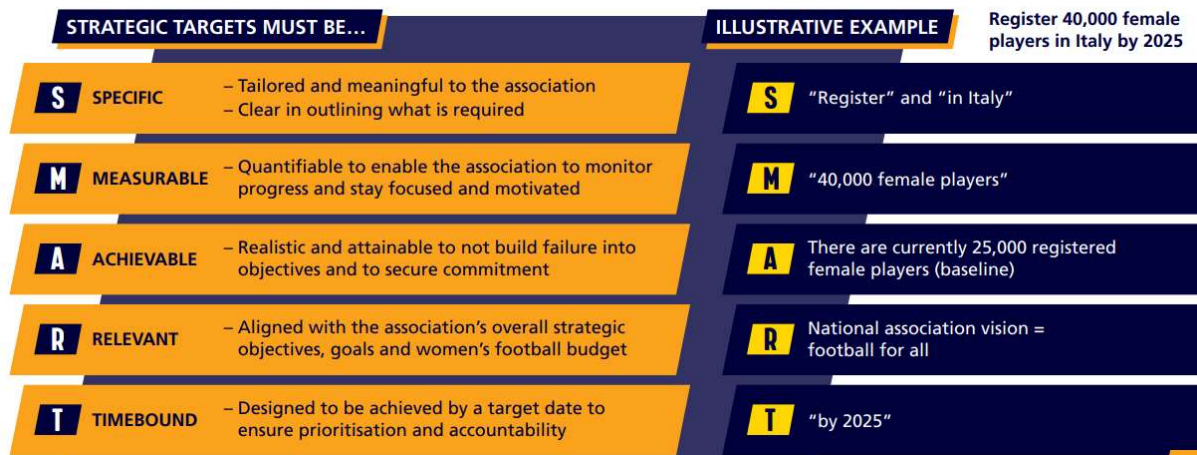 STRATEGIC TARGETS MUST BE...
ILLUSTRATIVE EXAMPLE
Register 40,000 female
players in Italy by 2025
S SPECIFIC
– Tailored and meaningful to the association
– Clear in outlining what is required
S "Register" and "in Italy"
M MEASURABLE
– Quantifiable to enable the association to monitor
progress and stay focused and motivated
M "40,000 female players"
A ACHIEVABLE
– Realistic and attainable to not build failure into
objectives and to secure commitment
A There are currently 25,000 registered
female players (baseline)
R RELEVANT
– Aligned with the association's overall strategic
objectives, goals and women's football budget
R National association vision =
football for all
T TIMEBOUND
– Designed to be achieved by a target date to
ensure prioritisation and accountability
T "by 2025"